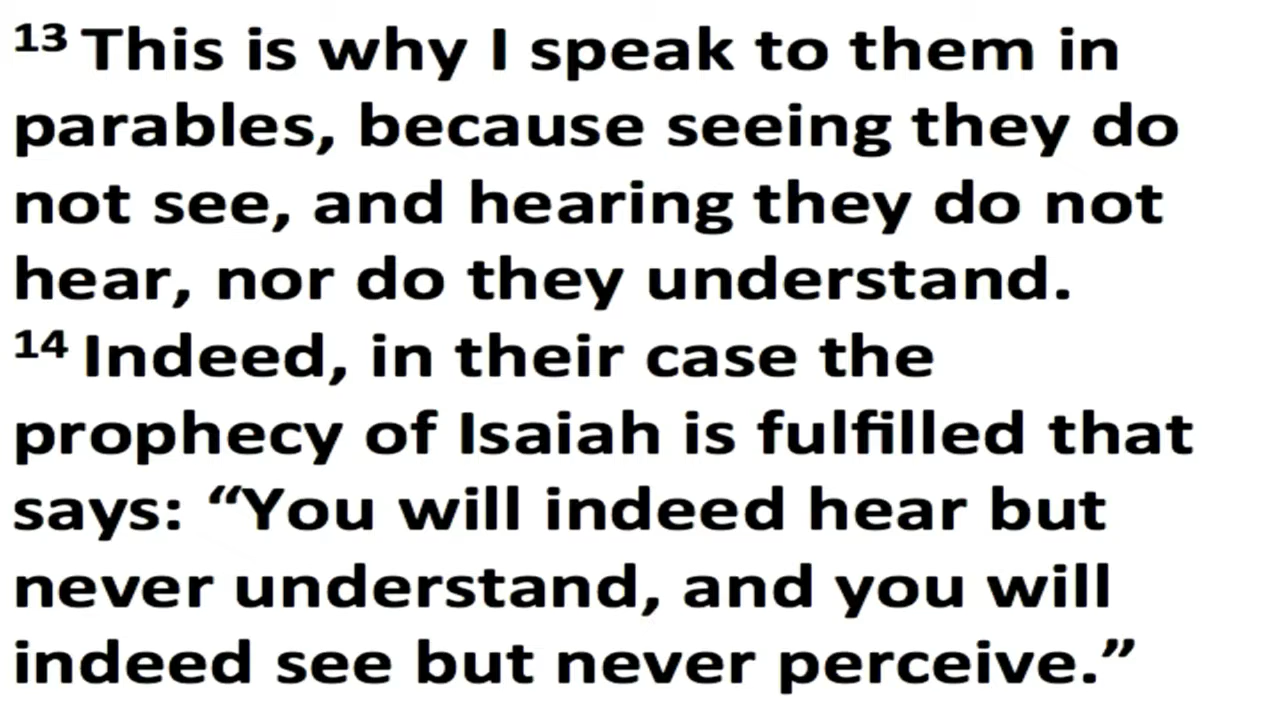 13 This is why I speak to them in
parables, because seeing they do
not see, and hearing they do not
hear, nor do they understand.
14 Indeed, in their case the
prophecy of Isaiah is fulfilled that
says: “You will indeed hear but
never understand, and you will
indeed see but never perceive.”